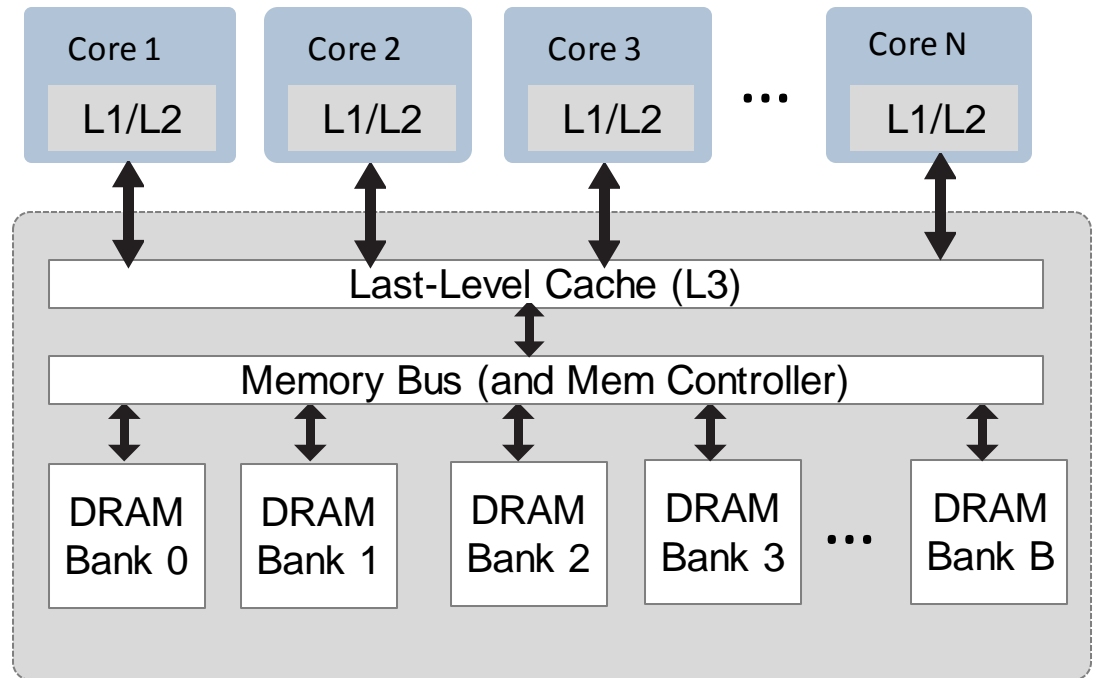 Core 1
Core 2
Core 3
...
Core N
L1/L2
L1/L2
L1/L2
L1/L2
Last-Level Cache (L3)
Memory Bus (and Mem Controller)
DRAM
Bank 0
DRAM
Bank 1
DRAM
Bank 2
DRAM
Bank 3
...
DRAM
Bank B